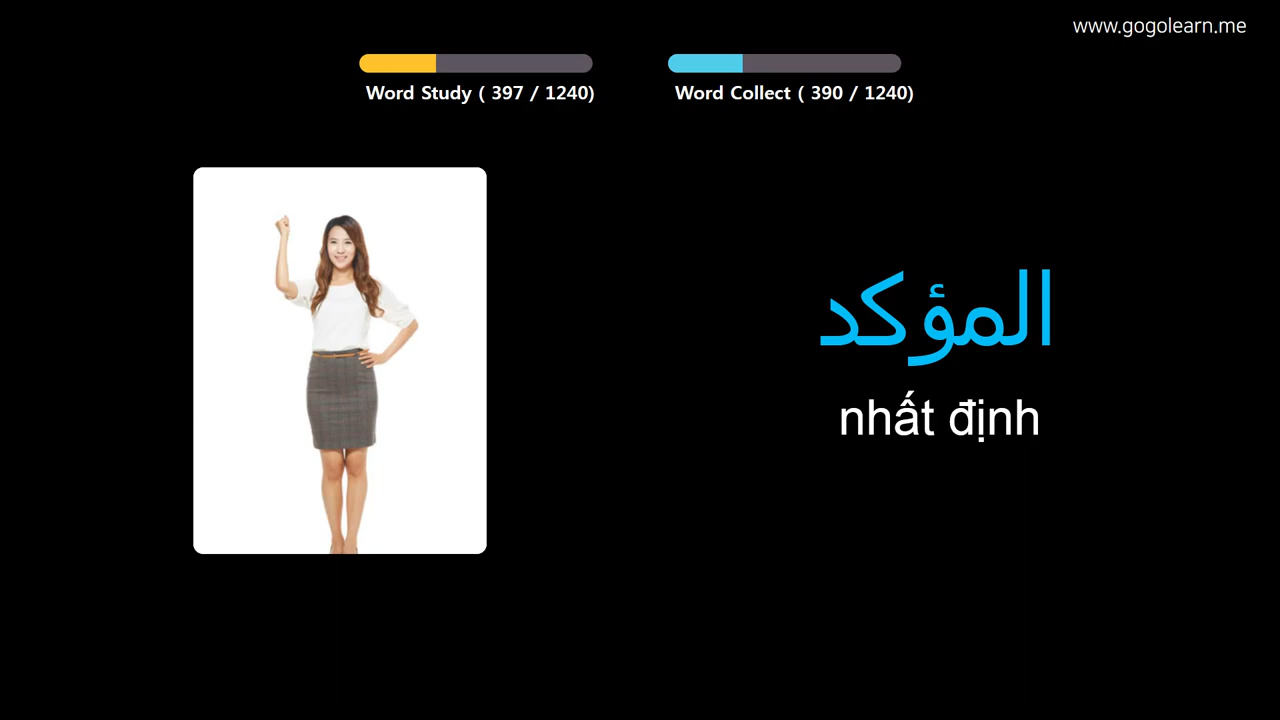 www.gogolearn.me
Word Study ( 397 / 1240)
Word Collect ( 390 / 1240)
المؤكد
nhất định